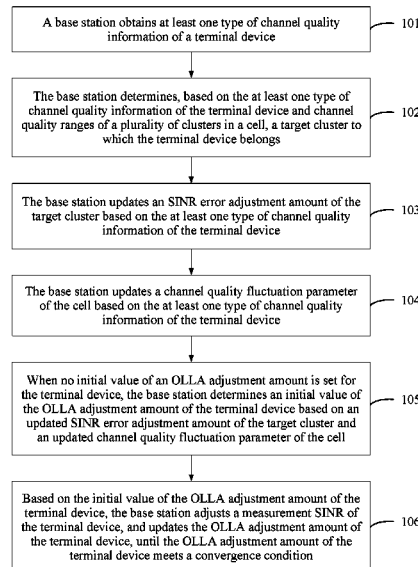 A base station obtains at least one type of channel quality
information of a terminal device
101
The base station determines, based on the at least one type of
channel quality information of the terminal device and channel
quality ranges of a plurality of clusters in a cell, a target cluster to
which the terminal device belongs
102
The base station updates an SINR error adjustment amount of the
target cluster based on the at least one type of channel quality
information of the terminal device
103
The base station updates a channel quality fluctuation parameter
of the cell based on the at least one type of channel quality
information of the terminal device
104
When no initial value of an OLLA adjustment amount is set for
the terminal device, the base station determines an initial value of
the OLLA adjustment amount of the terminal device based on an
updated SINR error adjustment amount of the target cluster and
an updated channel quality fluctuation parameter of the cell
105
Based on the initial value of the OLLA adjustment amount of the
terminal device, the base station adjusts a measurement SINR of
the terminal device, and updates the OLLA adjustment amount of
the terminal device, until the OLLA adjustment amount of the
terminal device meets a convergence condition
106